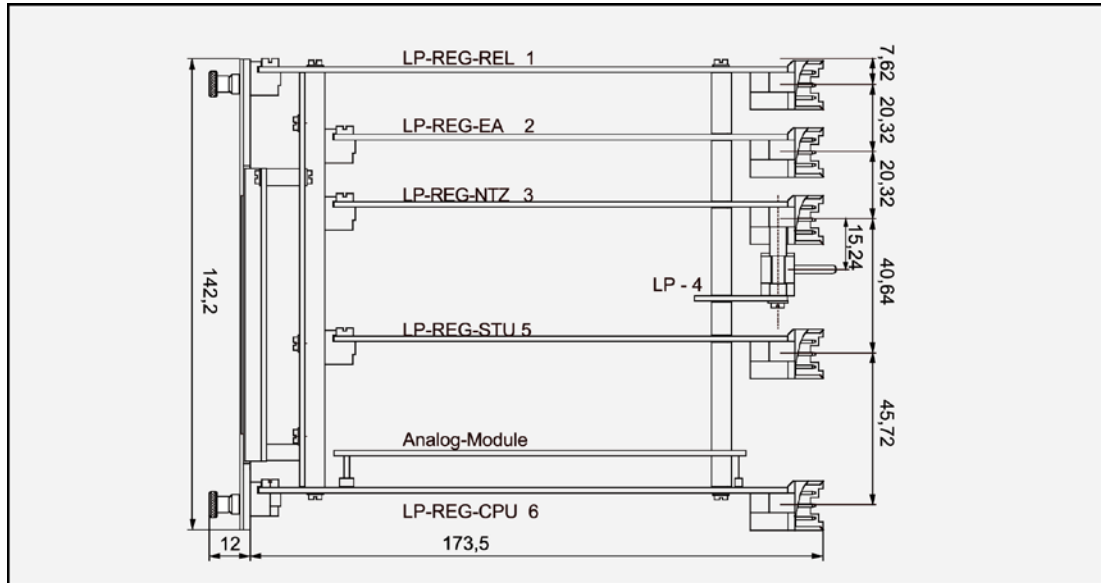 LP-REG-REL 1
7,62
20,32
LP-REG-EA 2
20,32
LP-REG-NTZ 3
15,24
40,64
142,2
LP - 4
LP-REG-STU 5
45,72
Analog-Module
LP-REG-CPU 6
12
173,5